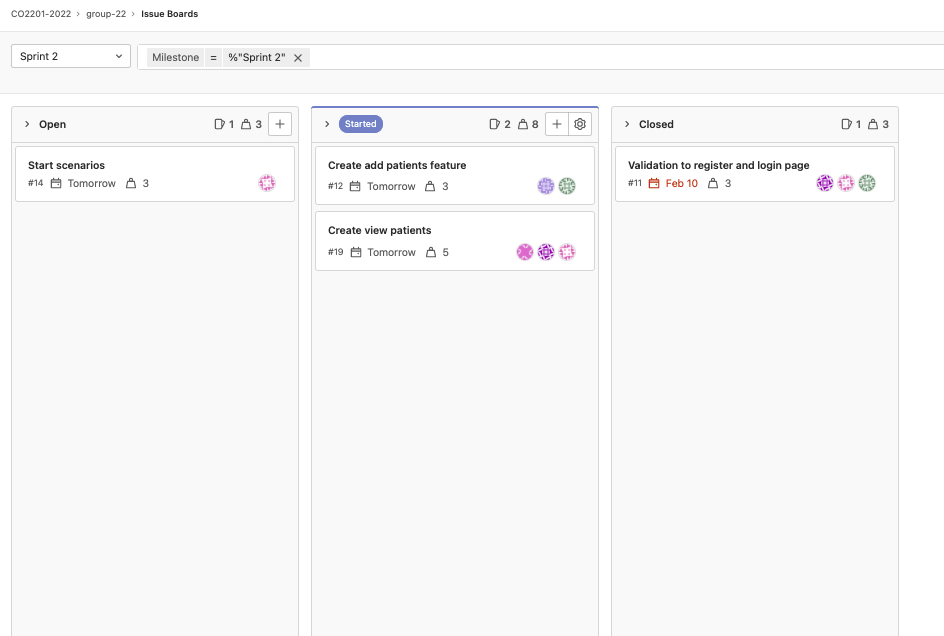 CO2201-2022 › group-22 › Issue Boards
Sprint 2
Milestone = %"Sprint 2"
Open 1 3
Start scenarios
#14 Tomorrow 3
Started 2 8
Create add patients feature
#12 Tomorrow 3
Create view patients
#19 Tomorrow 5
Closed 1 3
Validation to register and login page
#11 Feb 10 3